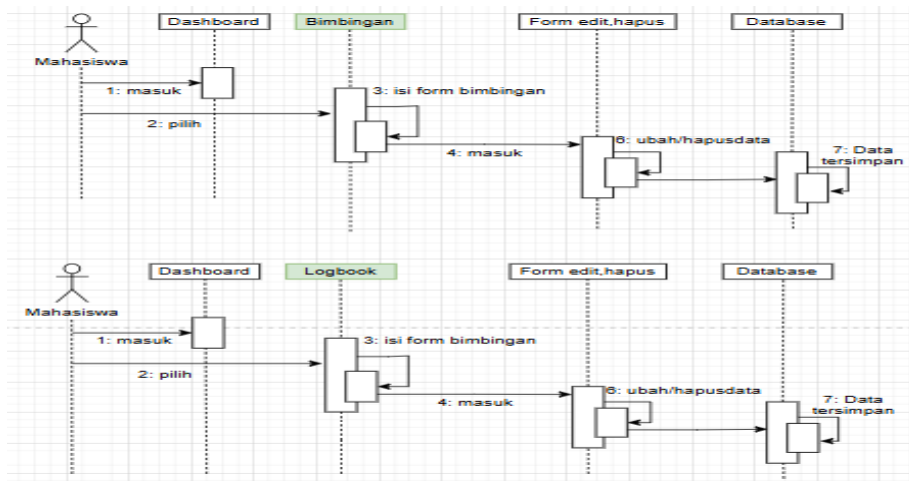 Dashboard
Bimbingan
Form edit,hapus
Database
Mahasiswa
1: masuk
2: pilih
3: isi form bimbingan
4: masuk
6: ubah/hapusdata
7: Data
tersimpan
Dashboard
Logbook
Form edit,hapus
Database
Mahasiswa
1: masuk
2: pilih
3: isi form bimbingan
4: masuk
6: ubah/hapusdata
7: Data
tersimpan